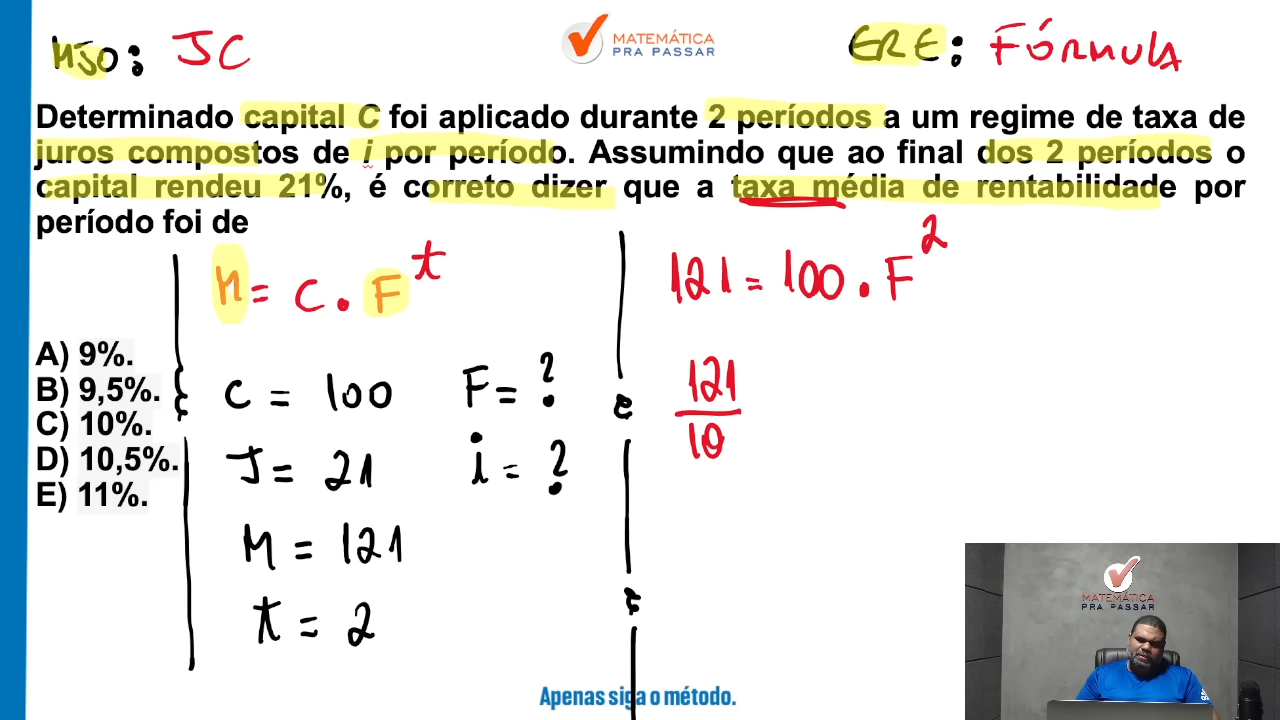 MJO: JC
MATEMÁTICA
PRA PASSAR
ERE: FÓRMULA
Determinado capital C foi aplicado durante 2 períodos a um regime de taxa de
juros compostos de i por período. Assumindo que ao final dos 2 períodos o
capital rendeu 21%, é correto dizer que a taxa média de rentabilidade por
período foi de
M = C . F^t
121 = 100 . F^2
A) 9%.
B) 9,5%.
C) 10%.
D) 10,5%.
E) 11%.
C = 100
F = ?
J = 21
i = ?
M = 121
t = 2
121
10
MATEMÁTICA
PRA PASSAR
Apenas siga o método.